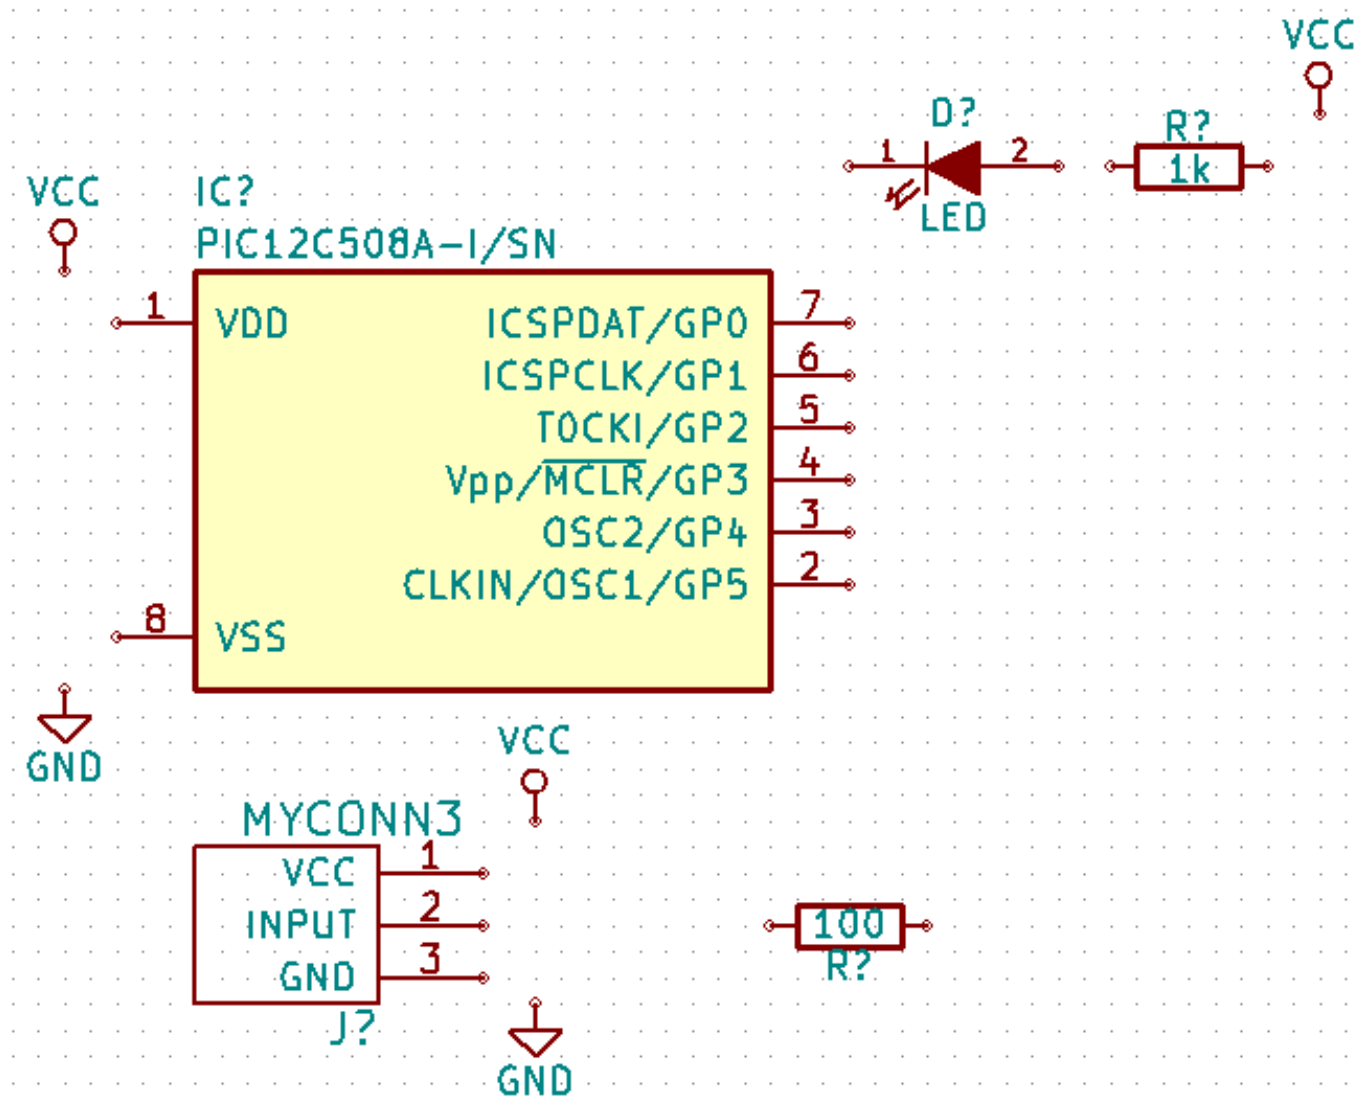 VCC
D?
1 2
R?
1k
LED
VCC
IC?
PIC12C508A-I/SN
1 VDD ICSPDAT/GP0 7
ICSPCLK/GP1 6
T0CKI/GP2 5
Vpp/MCLR/GP3 4
OSC2/GP4 3
CLKIN/OSC1/GP5 2
8 VSS
GND
VCC
MYCONN3
VCC 1
INPUT 2
GND 3
J?
100
R?
GND